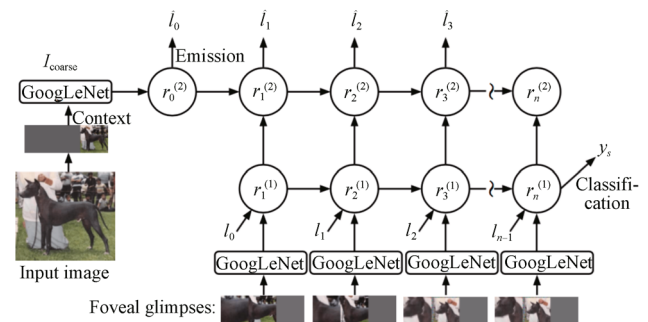 l̂₀ l̂₁ l̂₂ l̂₃
Emission
I_coarse
GoogLeNet
r₀⁽²⁾ r₁⁽²⁾ r₂⁽²⁾ r₃⁽²⁾ rₙ⁽²⁾
Context
y_s
r₁⁽¹⁾ r₂⁽¹⁾ r₃⁽¹⁾ rₙ⁽¹⁾
Classifi-
cation
l₀ l₁ l₂ lₙ₋₁
Input image
GoogLeNet GoogLeNet GoogLeNet GoogLeNet
Foveal glimpses: